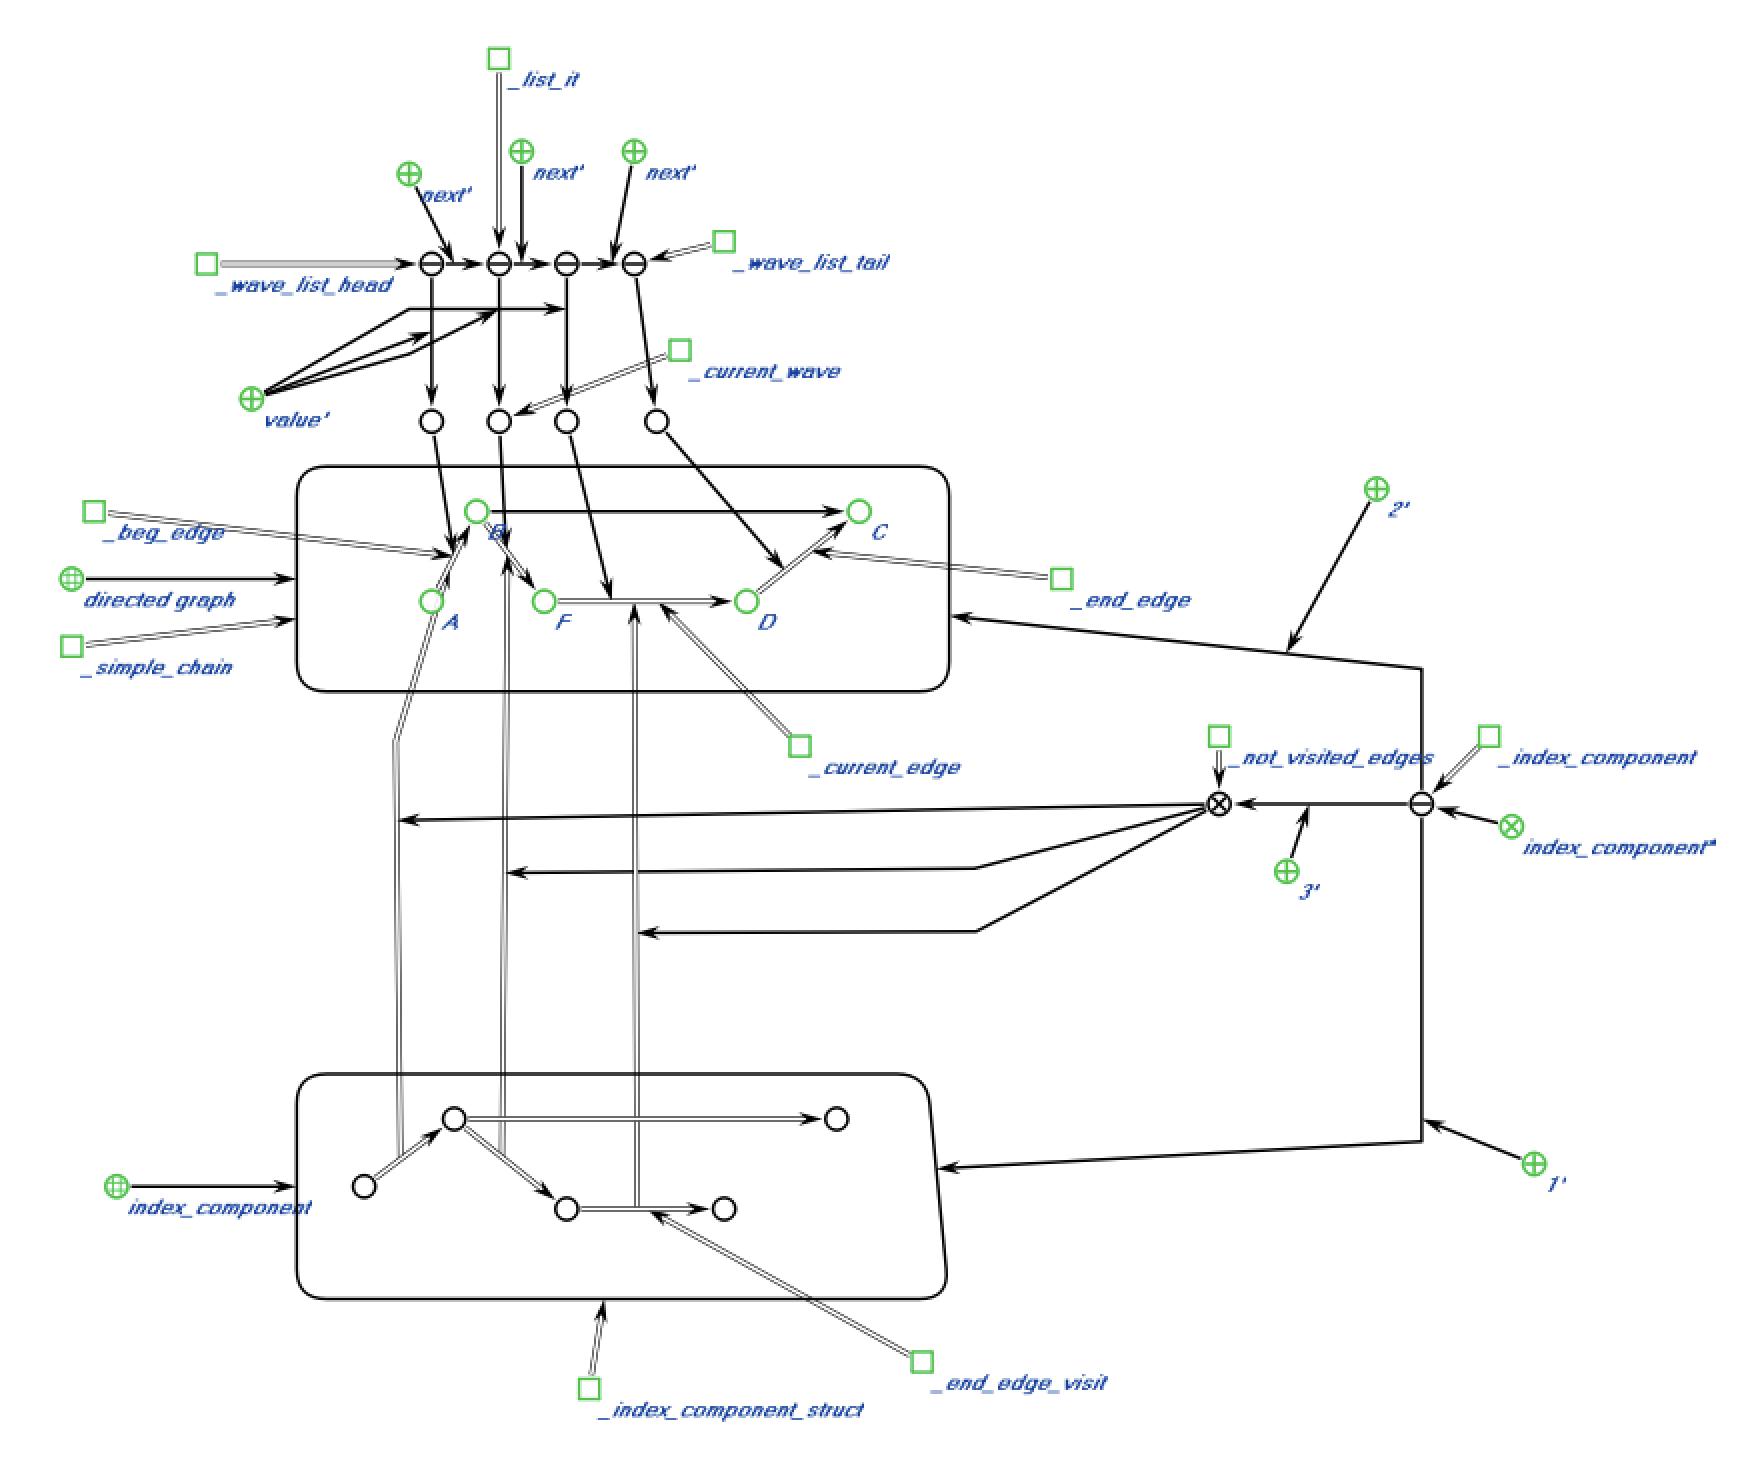 _list_it
next'
next'
next'
_wave_list_tail
_wave_list_head
_current_wave
value'
2'
_beg_edge
B
C
directed graph
_end_edge
A
F
D
_simple_chain
_current_edge
_not_visited_edges
_index_component
index_component*
3'
1'
index_component
_end_edge_visit
_index_component_struct